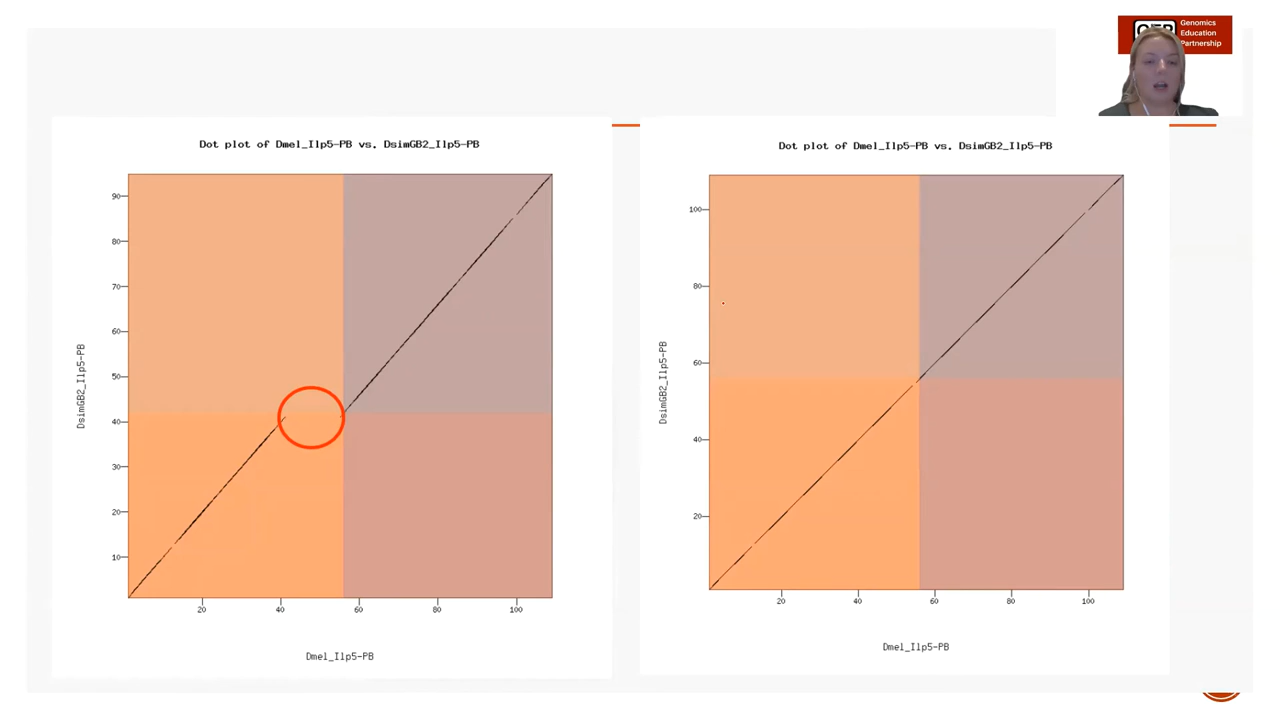 Genomics
Education
Partnership
Dot plot of Dmel_Ilp5-PB vs. DsimGB2_Ilp5-PB
90
80
70
60
50
40
30
20
10
DsimGB2_Ilp5-PB
20 40 60 80 100
Dmel_Ilp5-PB
Dot plot of Dmel_Ilp5-PB vs. DsimGB2_Ilp5-PB
100
80
60
40
20
DsimGB2_Ilp5-PB
20 40 60 80 100
Dmel_Ilp5-PB